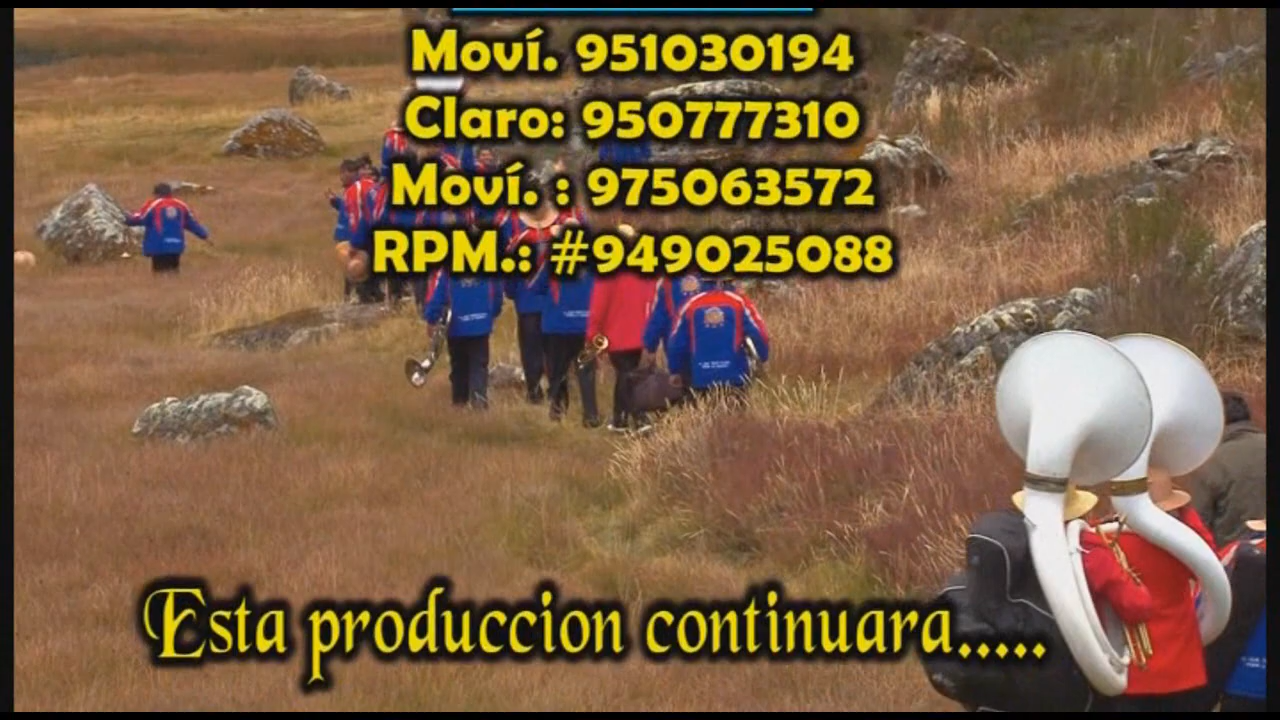 Moví. 951030194
Claro: 950777310
Moví. : 975063572
RPM.: #949025088
Esta produccion continuara.....